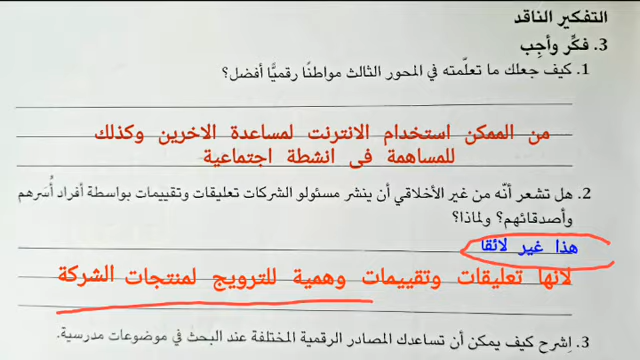 التفكير الناقد
3. فكِّر وأجِب
1. كيف جعلك ما تعلّمته في المحور الثالث مواطنًا رقميًّا أفضل؟
من الممكن استخدام الانترنت لمساعدة الاخرين وكذلك
للمساهمة فى انشطة اجتماعية
2. هل تشعر أنّه من غير الأخلاقي أن ينشر مسئولو الشركات تعليقات وتقييمات بواسطة أفراد أُسَرهم
وأصدقائهم؟ ولماذا؟
هذا غير لائقا
لانها تعليقات وتقييمات وهمية للترويج لمنتجات الشركة
3. اشرح كيف يمكن أن تساعدك المصادر الرقمية المختلفة عند البحث في موضوعات مدرسية.